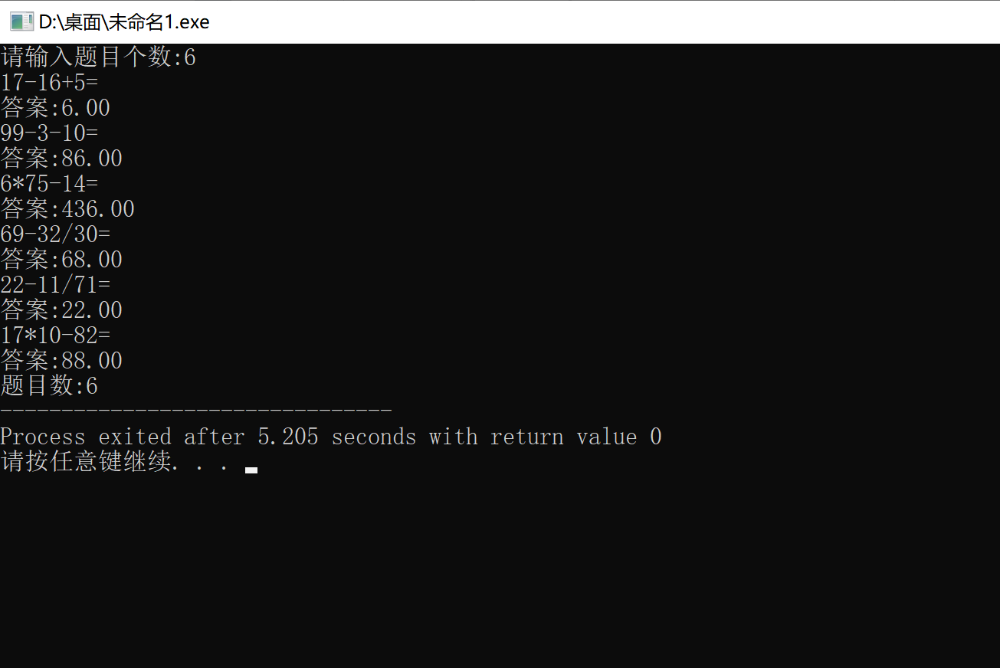 D:\桌面\未命名1.exe
请输入题目个数:6
17-16+5=
答案:6.00
99-3-10=
答案:86.00
6*75-14=
答案:436.00
69-32/30=
答案:68.00
22-11/71=
答案:22.00
17*10-82=
答案:88.00
题目数:6
--------------------------------
Process exited after 5.205 seconds with return value 0
请按任意键继续. . .